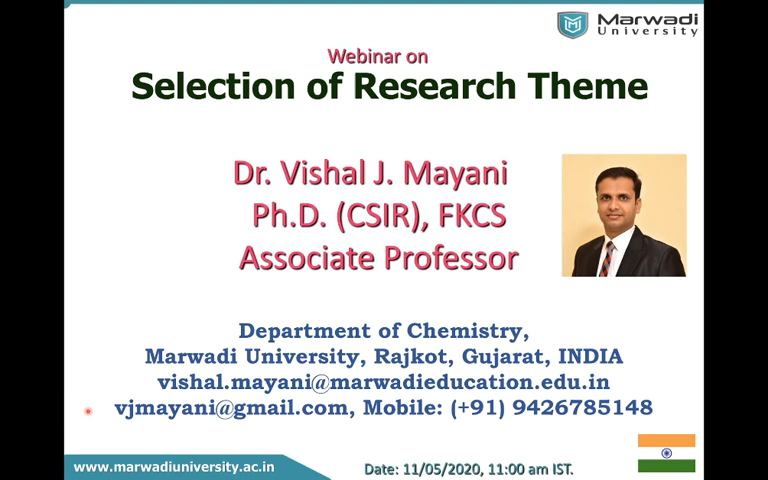 Marwadi
University
Webinar on
Selection of Research Theme
Dr. Vishal J. Mayani
Ph.D. (CSIR), FKCS
Associate Professor
Department of Chemistry,
Marwadi University, Rajkot, Gujarat, INDIA
vishal.mayani@marwadieducation.edu.in
vjmayani@gmail.com, Mobile: (+91) 9426785148
www.marwadiuniversity.ac.in
Date: 11/05/2020, 11:00 am IST.